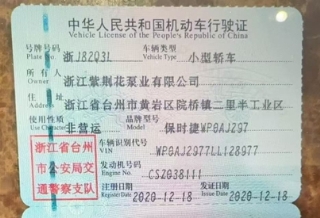 中华人民共和国机动车行驶证
Vehicle License of the People's Republic of China
号牌号码 浙J82Q3L 车辆类型 小型轿车
Plate No. Vehicle Type
所有人 浙江紫荆花泵业有限公司
Owner
住址 浙江省台州市黄岩区院桥镇二里半工业区
Address
使用性质 非营运 品牌型号 保时捷WP0AJ297
Use Character Model
浙江省台州
市公安局交
通警察支队
车辆识别代号 WP0AJ2977LL128977
VIN
发动机号码 CSZ038111
Engine No.
注册日期 2020-12-18 发证日期 2020-12-18
Register Date Issue Date